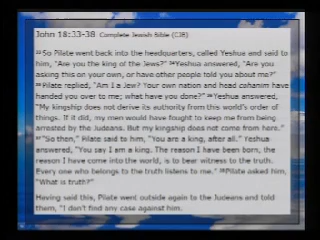 John 18:33-38 Complete Jewish Bible (CJB)
³³So Pilate went back into the headquarters, called Yeshua and said to
him, "Are you the king of the Jews?" ³⁴Yeshua answered, "Are you
asking this on your own, or have other people told you about me?"
³⁵Pilate replied, "Am I a Jew? Your own nation and head cohanim have
handed you over to me; what have you done?" ³⁶Yeshua answered,
"My kingship does not derive its authority from this world's order of
things. If it did, my men would have fought to keep me from being
arrested by the Judeans. But my kingship does not come from here."
³⁷"So then," Pilate said to him, "You are a king, after all." Yeshua
answered, "You say I am a king. The reason I have been born, the
reason I have come into the world, is to bear witness to the truth.
Every one who belongs to the truth listens to me." ³⁸Pilate asked him,
"What is truth?"
Having said this, Pilate went outside again to the Judeans and told
them, "I don't find any case against him.